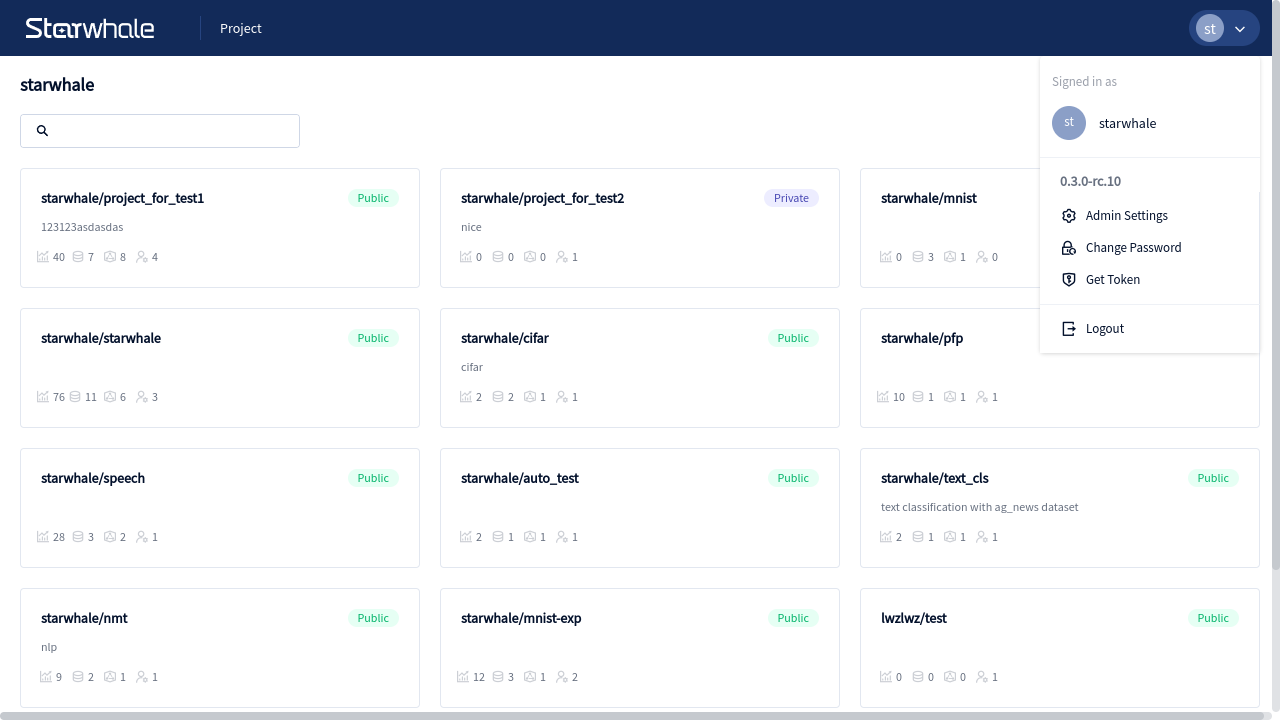 Starwhale
Project
st
starwhale
Signed in as
st
starwhale
0.3.0-rc.10
Admin Settings
Change Password
Get Token
Logout
starwhale/project_for_test1
Public
123123asdasdas
40 7 8 4
starwhale/project_for_test2
Private
nice
0 0 0 1
starwhale/mnist
0 3 1 0
starwhale/starwhale
Public
76 11 6 3
starwhale/cifar
Public
cifar
2 2 1 1
starwhale/pfp
10 1 1 1
starwhale/speech
Public
28 3 2 1
starwhale/auto_test
Public
2 1 1 1
starwhale/text_cls
Public
text classification with ag_news dataset
2 1 1 1
starwhale/nmt
Public
nlp
9 2 1 1
starwhale/mnist-exp
Public
12 3 1 2
lwzlwz/test
Public
0 0 0 1